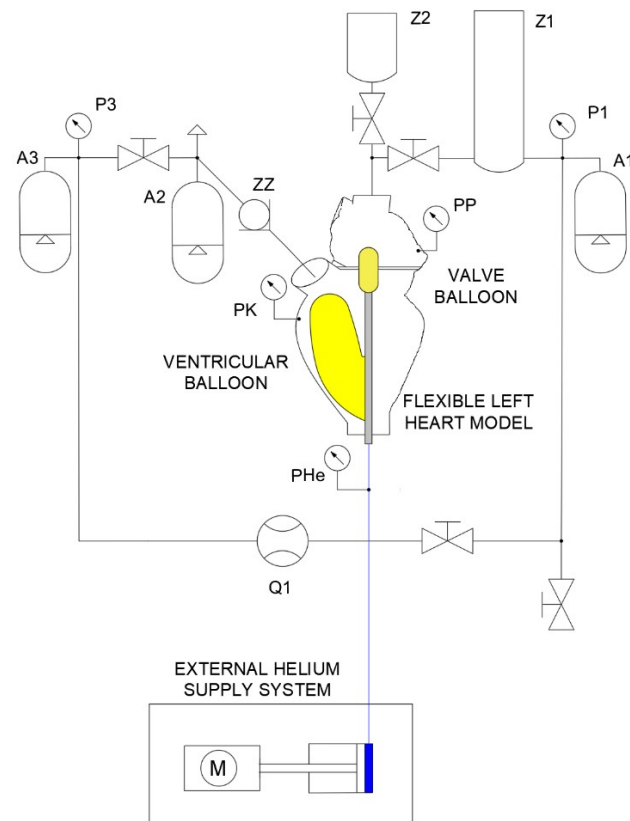 Z2
Z1
P3
P1
A3
A2
ZZ
A1
PP
VALVE
BALLOON
PK
VENTRICULAR
BALLOON
FLEXIBLE LEFT
HEART MODEL
PHe
Q1
EXTERNAL HELIUM
SUPPLY SYSTEM
M